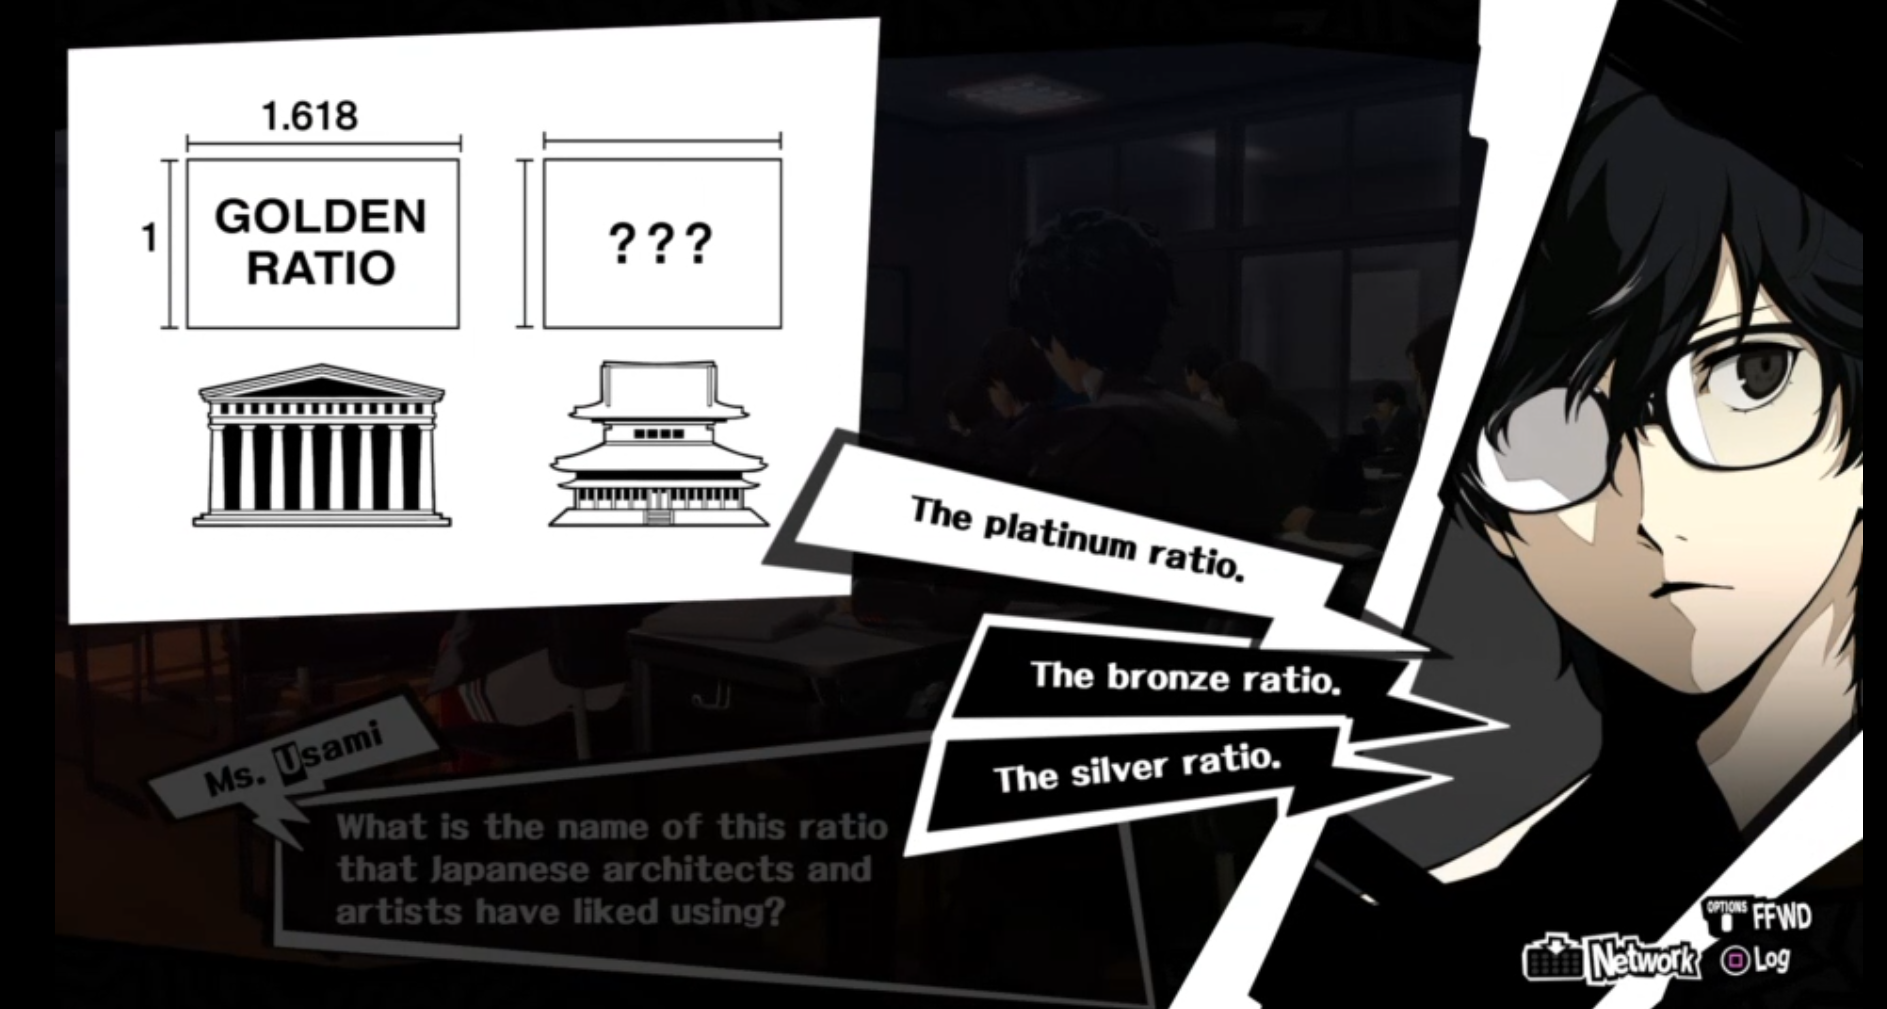 1.618
1
GOLDEN
RATIO
???
The platinum ratio.
The bronze ratio.
The silver ratio.
Ms. Usami
What is the name of this ratio
that Japanese architects and
artists have liked using?
OPTIONS FFWD
Network
Log